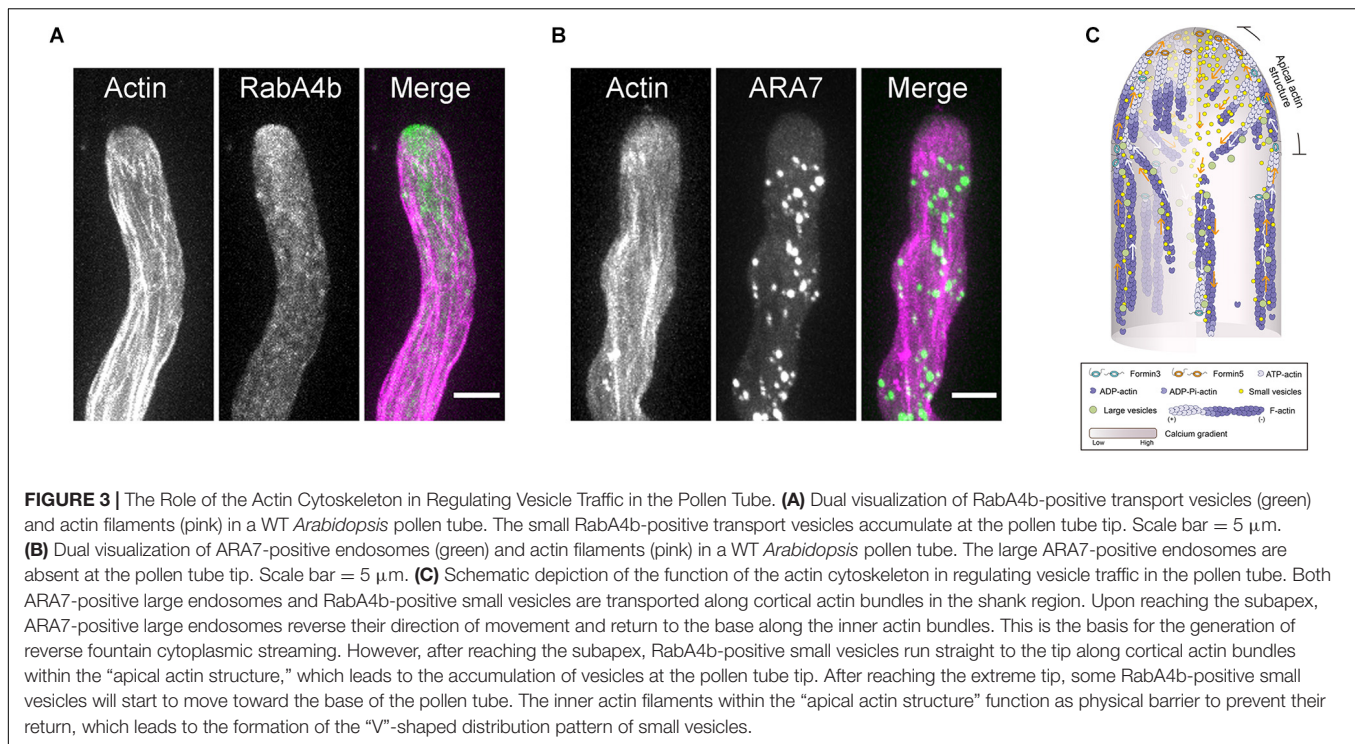 A
B
C
Actin
RabA4b
Merge
Actin
ARA7
Merge
Apical actin
structure
Formin3
Formin5
ATP-actin
ADP-actin
ADP-Pi-actin
Small vesicles
Large vesicles
F-actin
(+)
(-)
Calcium gradient
Low
High
FIGURE 3 | The Role of the Actin Cytoskeleton in Regulating Vesicle Traffic in the Pollen Tube. (A) Dual visualization of RabA4b-positive transport vesicles (green)
and actin filaments (pink) in a WT Arabidopsis pollen tube. The small RabA4b-positive transport vesicles accumulate at the pollen tube tip. Scale bar = 5 μm.
(B) Dual visualization of ARA7-positive endosomes (green) and actin filaments (pink) in a WT Arabidopsis pollen tube. The large ARA7-positive endosomes are
absent at the pollen tube tip. Scale bar = 5 μm. (C) Schematic depiction of the function of the actin cytoskeleton in regulating vesicle traffic in the pollen tube. Both
ARA7-positive large endosomes and RabA4b-positive small vesicles are transported along cortical actin bundles in the shank region. Upon reaching the subapex,
ARA7-positive large endosomes reverse their direction of movement and return to the base along the inner actin bundles. This is the basis for the generation of
reverse fountain cytoplasmic streaming. However, after reaching the subapex, RabA4b-positive small vesicles run straight to the tip along cortical actin bundles
within the “apical actin structure,” which leads to the accumulation of vesicles at the pollen tube tip. After reaching the extreme tip, some RabA4b-positive small
vesicles will start to move toward the base of the pollen tube. The inner actin filaments within the “apical actin structure” function as physical barrier to prevent their
return, which leads to the formation of the “V”-shaped distribution pattern of small vesicles.